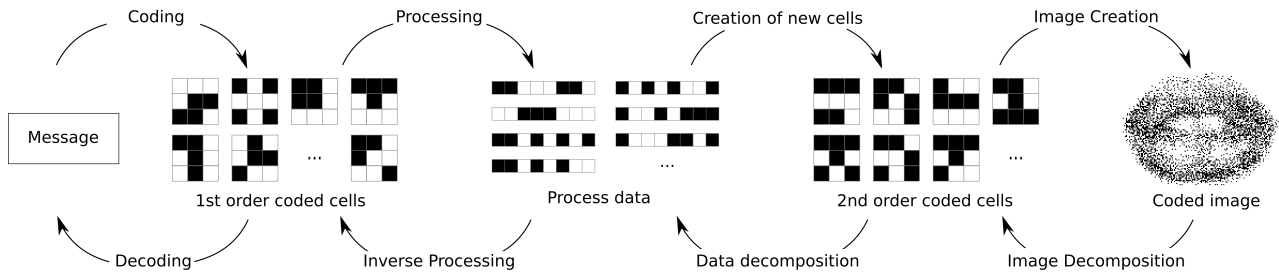 Coding
Processing
Creation of new cells
Image Creation
Message
...
...
...
1st order coded cells
Process data
2nd order coded cells
Coded image
Decoding
Inverse Processing
Data decomposition
Image Decomposition